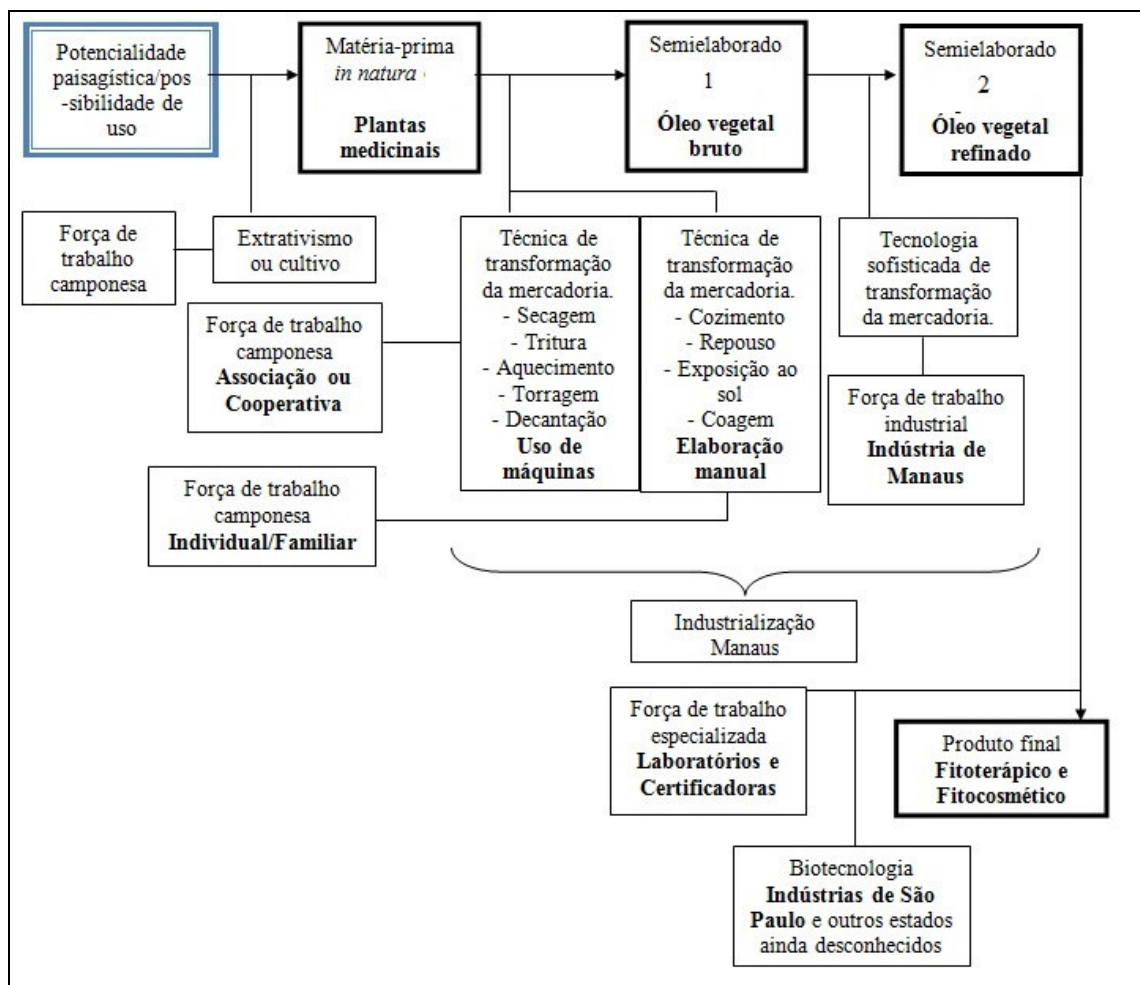 Potencialidade
paisagística/pos
-sibilidade de
uso
Matéria-prima
in natura
Plantas
medicinais
Semielaborado
1
Óleo vegetal
bruto
Semielaborado
2
Óleo vegetal
refinado
Força de
trabalho
camponesa
Extrativismo
ou cultivo
Força de trabalho
camponesa
Associação ou
Cooperativa
Técnica de
transformação
da mercadoria.
- Secagem
- Tritura
- Aquecimento
- Torragem
- Decantação
Uso de
máquinas
Técnica de
transformação
da mercadoria.
- Cozimento
- Repouso
- Exposição ao
sol
- Coagem
Elaboração
manual
Tecnologia
sofisticada de
transformação
da mercadoria.
Força de trabalho
industrial
Indústria de
Manaus
Força de trabalho
camponesa
Individual/Familiar
Industrialização
Manaus
Força de trabalho
especializada
Laboratórios e
Certificadoras
Produto final
Fitoterápico e
Fitocosmético
Biotecnologia
Indústrias de São
Paulo e outros estados
ainda desconhecidos